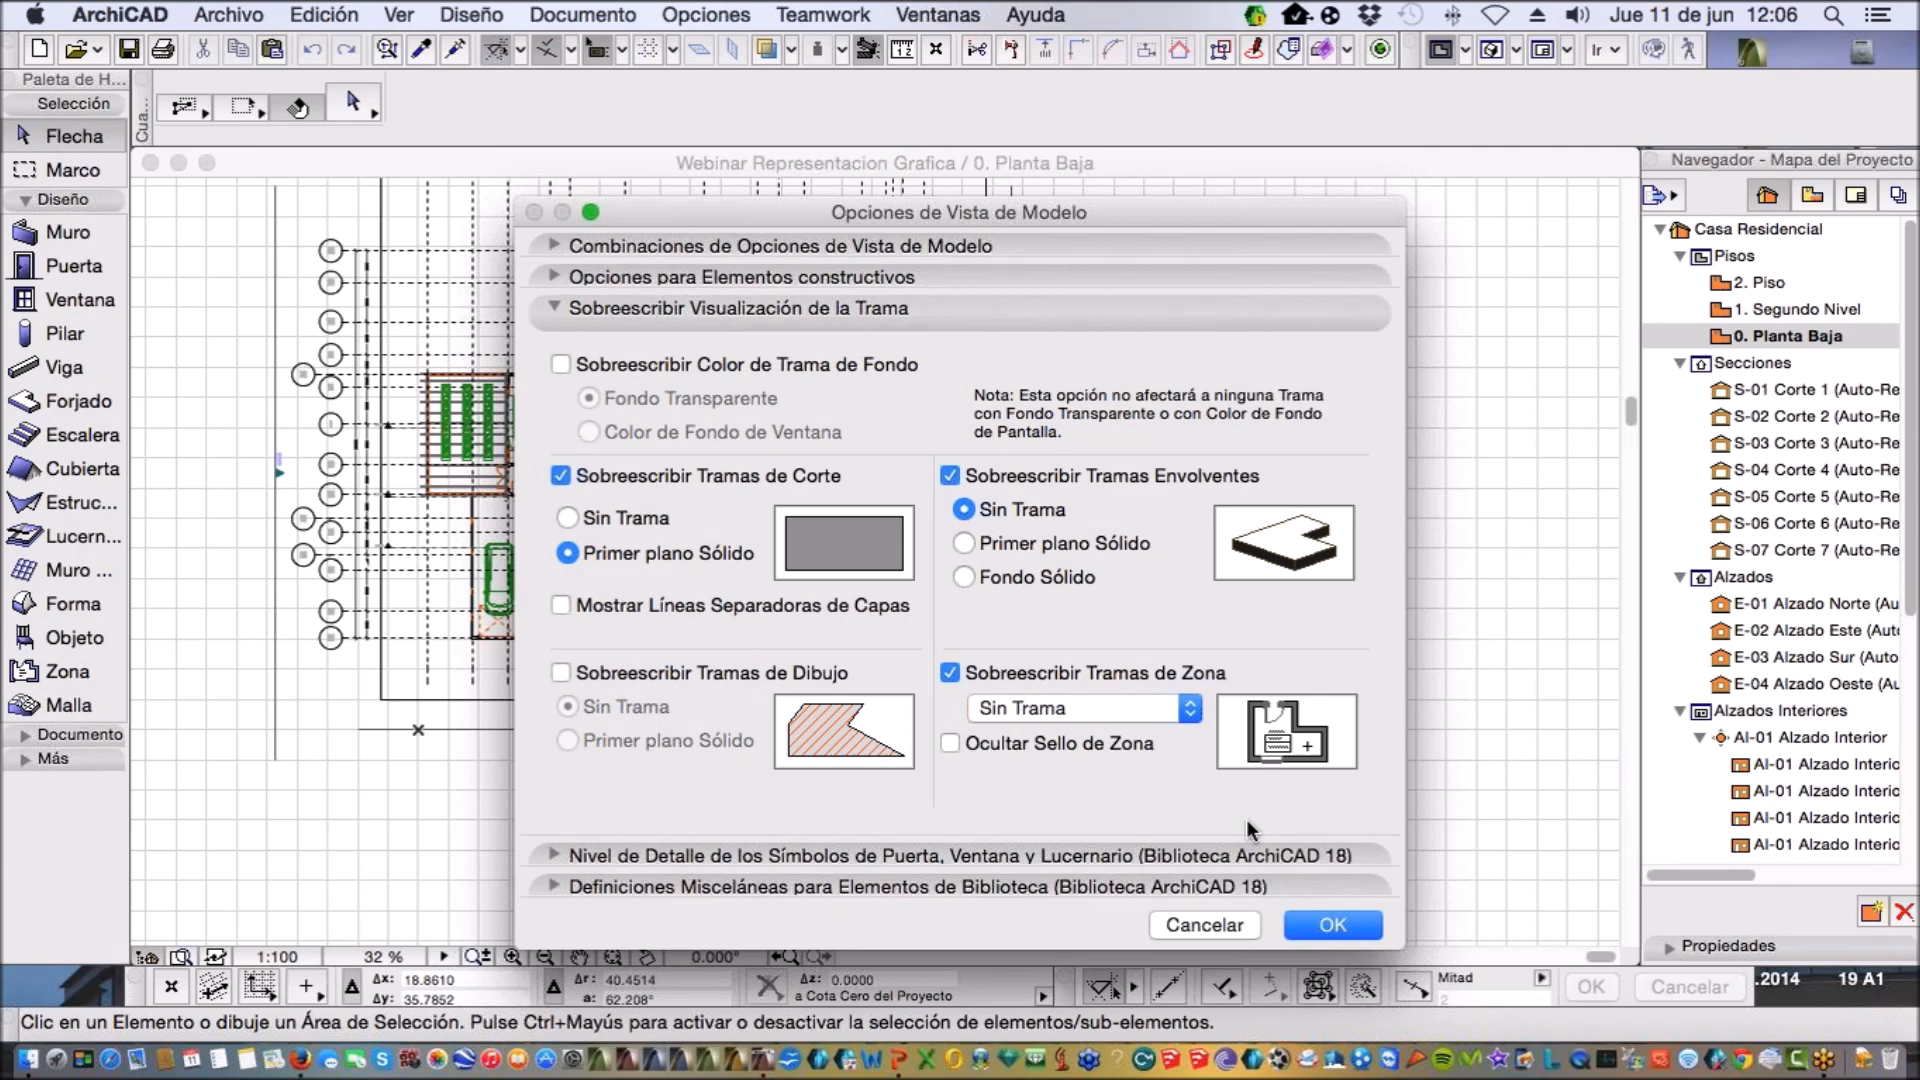 ArchiCAD Archivo Edición Ver Diseño Documento Opciones Teamwork Ventanas Ayuda Jue 11 de jun 12:06
Ir
Paleta de H...
Selección
Flecha
Marco
Diseño
Muro
Puerta
Ventana
Pilar
Viga
Forjado
Escalera
Cubierta
Estruc...
Lucern...
Muro ...
Forma
Objeto
Zona
Malla
Documento
Más
Cua...
Webinar Representacion Grafica / 0. Planta Baja
Opciones de Vista de Modelo
Combinaciones de Opciones de Vista de Modelo
Opciones para Elementos constructivos
Sobreescribir Visualización de la Trama
Sobreescribir Color de Trama de Fondo
Fondo Transparente
Color de Fondo de Ventana
Nota: Esta opción no afectará a ninguna Trama
con Fondo Transparente o con Color de Fondo
de Pantalla.
Sobreescribir Tramas de Corte
Sin Trama
Primer plano Sólido
Mostrar Líneas Separadoras de Capas
Sobreescribir Tramas Envolventes
Sin Trama
Primer plano Sólido
Fondo Sólido
Sobreescribir Tramas de Dibujo
Sin Trama
Primer plano Sólido
Sobreescribir Tramas de Zona
Sin Trama
Ocultar Sello de Zona
Nivel de Detalle de los Símbolos de Puerta, Ventana y Lucernario (Biblioteca ArchiCAD 18)
Definiciones Misceláneas para Elementos de Biblioteca (Biblioteca ArchiCAD 18)
Cancelar OK
Navegador - Mapa del Proyecto
Casa Residencial
Pisos
2. Piso
1. Segundo Nivel
0. Planta Baja
Secciones
S-01 Corte 1 (Auto-Re
S-02 Corte 2 (Auto-Re
S-03 Corte 3 (Auto-Re
S-04 Corte 4 (Auto-Re
S-05 Corte 5 (Auto-Re
S-06 Corte 6 (Auto-Re
S-07 Corte 7 (Auto-Re
Alzados
E-01 Alzado Norte (Au
E-02 Alzado Este (Auto
E-03 Alzado Sur (Auto
E-04 Alzado Oeste (Au
Alzados Interiores
AI-01 Alzado Interior
AI-01 Alzado Interio
AI-01 Alzado Interio
AI-01 Alzado Interio
AI-01 Alzado Interio
Propiedades
1:100 32 % 0.000°
Δx: 18.8610
Δy: 35.7852
Δr: 40.4514
a: 62.208°
Δz: 0.0000
a Cota Cero del Proyecto
Mitad
2
OK Cancelar
.2014 19 A1
Clic en un Elemento o dibuje un Área de Selección. Pulse Ctrl+Mayús para activar o desactivar la selección de elementos/sub-elementos.